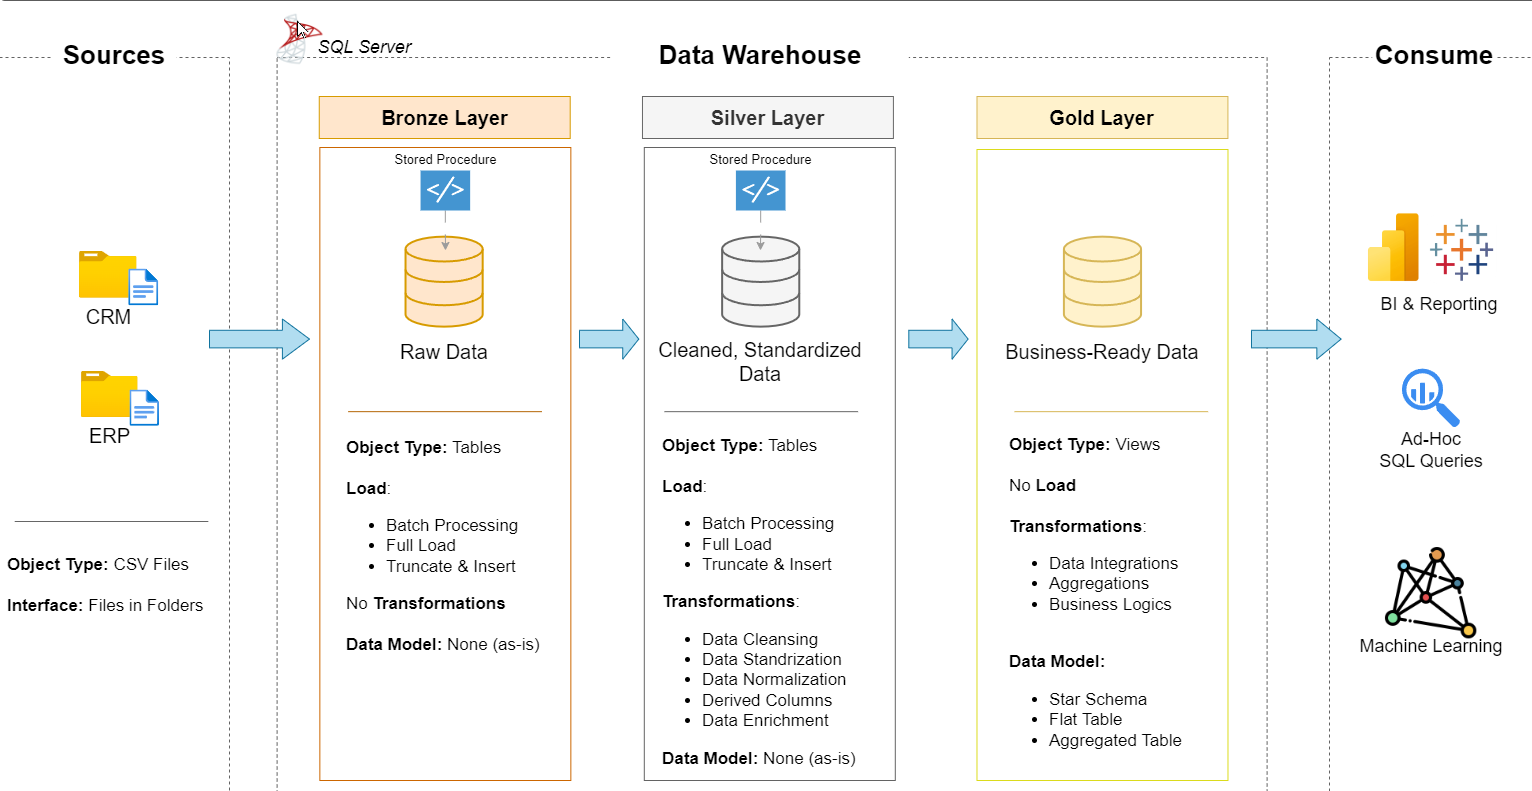 Sources
CRM
ERP
Object Type: CSV Files
Interface: Files in Folders
SQL Server
Data Warehouse
Bronze Layer
Stored Procedure
</>
Raw Data
Object Type: Tables
Load:
• Batch Processing
• Full Load
• Truncate & Insert
No Transformations
Data Model: None (as-is)
Silver Layer
Stored Procedure
</>
Cleaned, Standardized
Data
Object Type: Tables
Load:
• Batch Processing
• Full Load
• Truncate & Insert
Transformations:
• Data Cleansing
• Data Standrization
• Data Normalization
• Derived Columns
• Data Enrichment
Data Model: None (as-is)
Gold Layer
Business-Ready Data
Object Type: Views
No Load
Transformations:
• Data Integrations
• Aggregations
• Business Logics
Data Model:
• Star Schema
• Flat Table
• Aggregated Table
Consume
BI & Reporting
Ad-Hoc
SQL Queries
Machine Learning